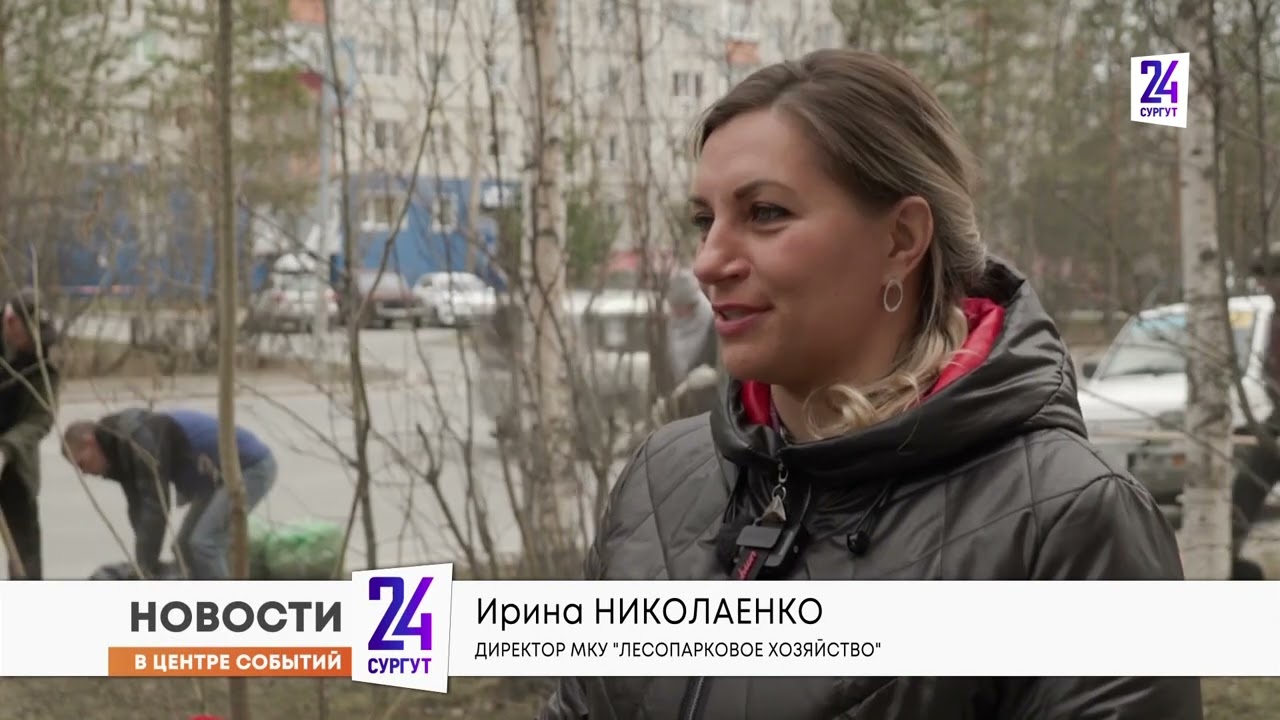 24
СУРГУТ
НОВОСТИ
В ЦЕНТРЕ СОБЫТИЙ
24
СУРГУТ
Ирина НИКОЛАЕНКО
ДИРЕКТОР МКУ "ЛЕСОПАРКОВОЕ ХОЗЯЙСТВО"